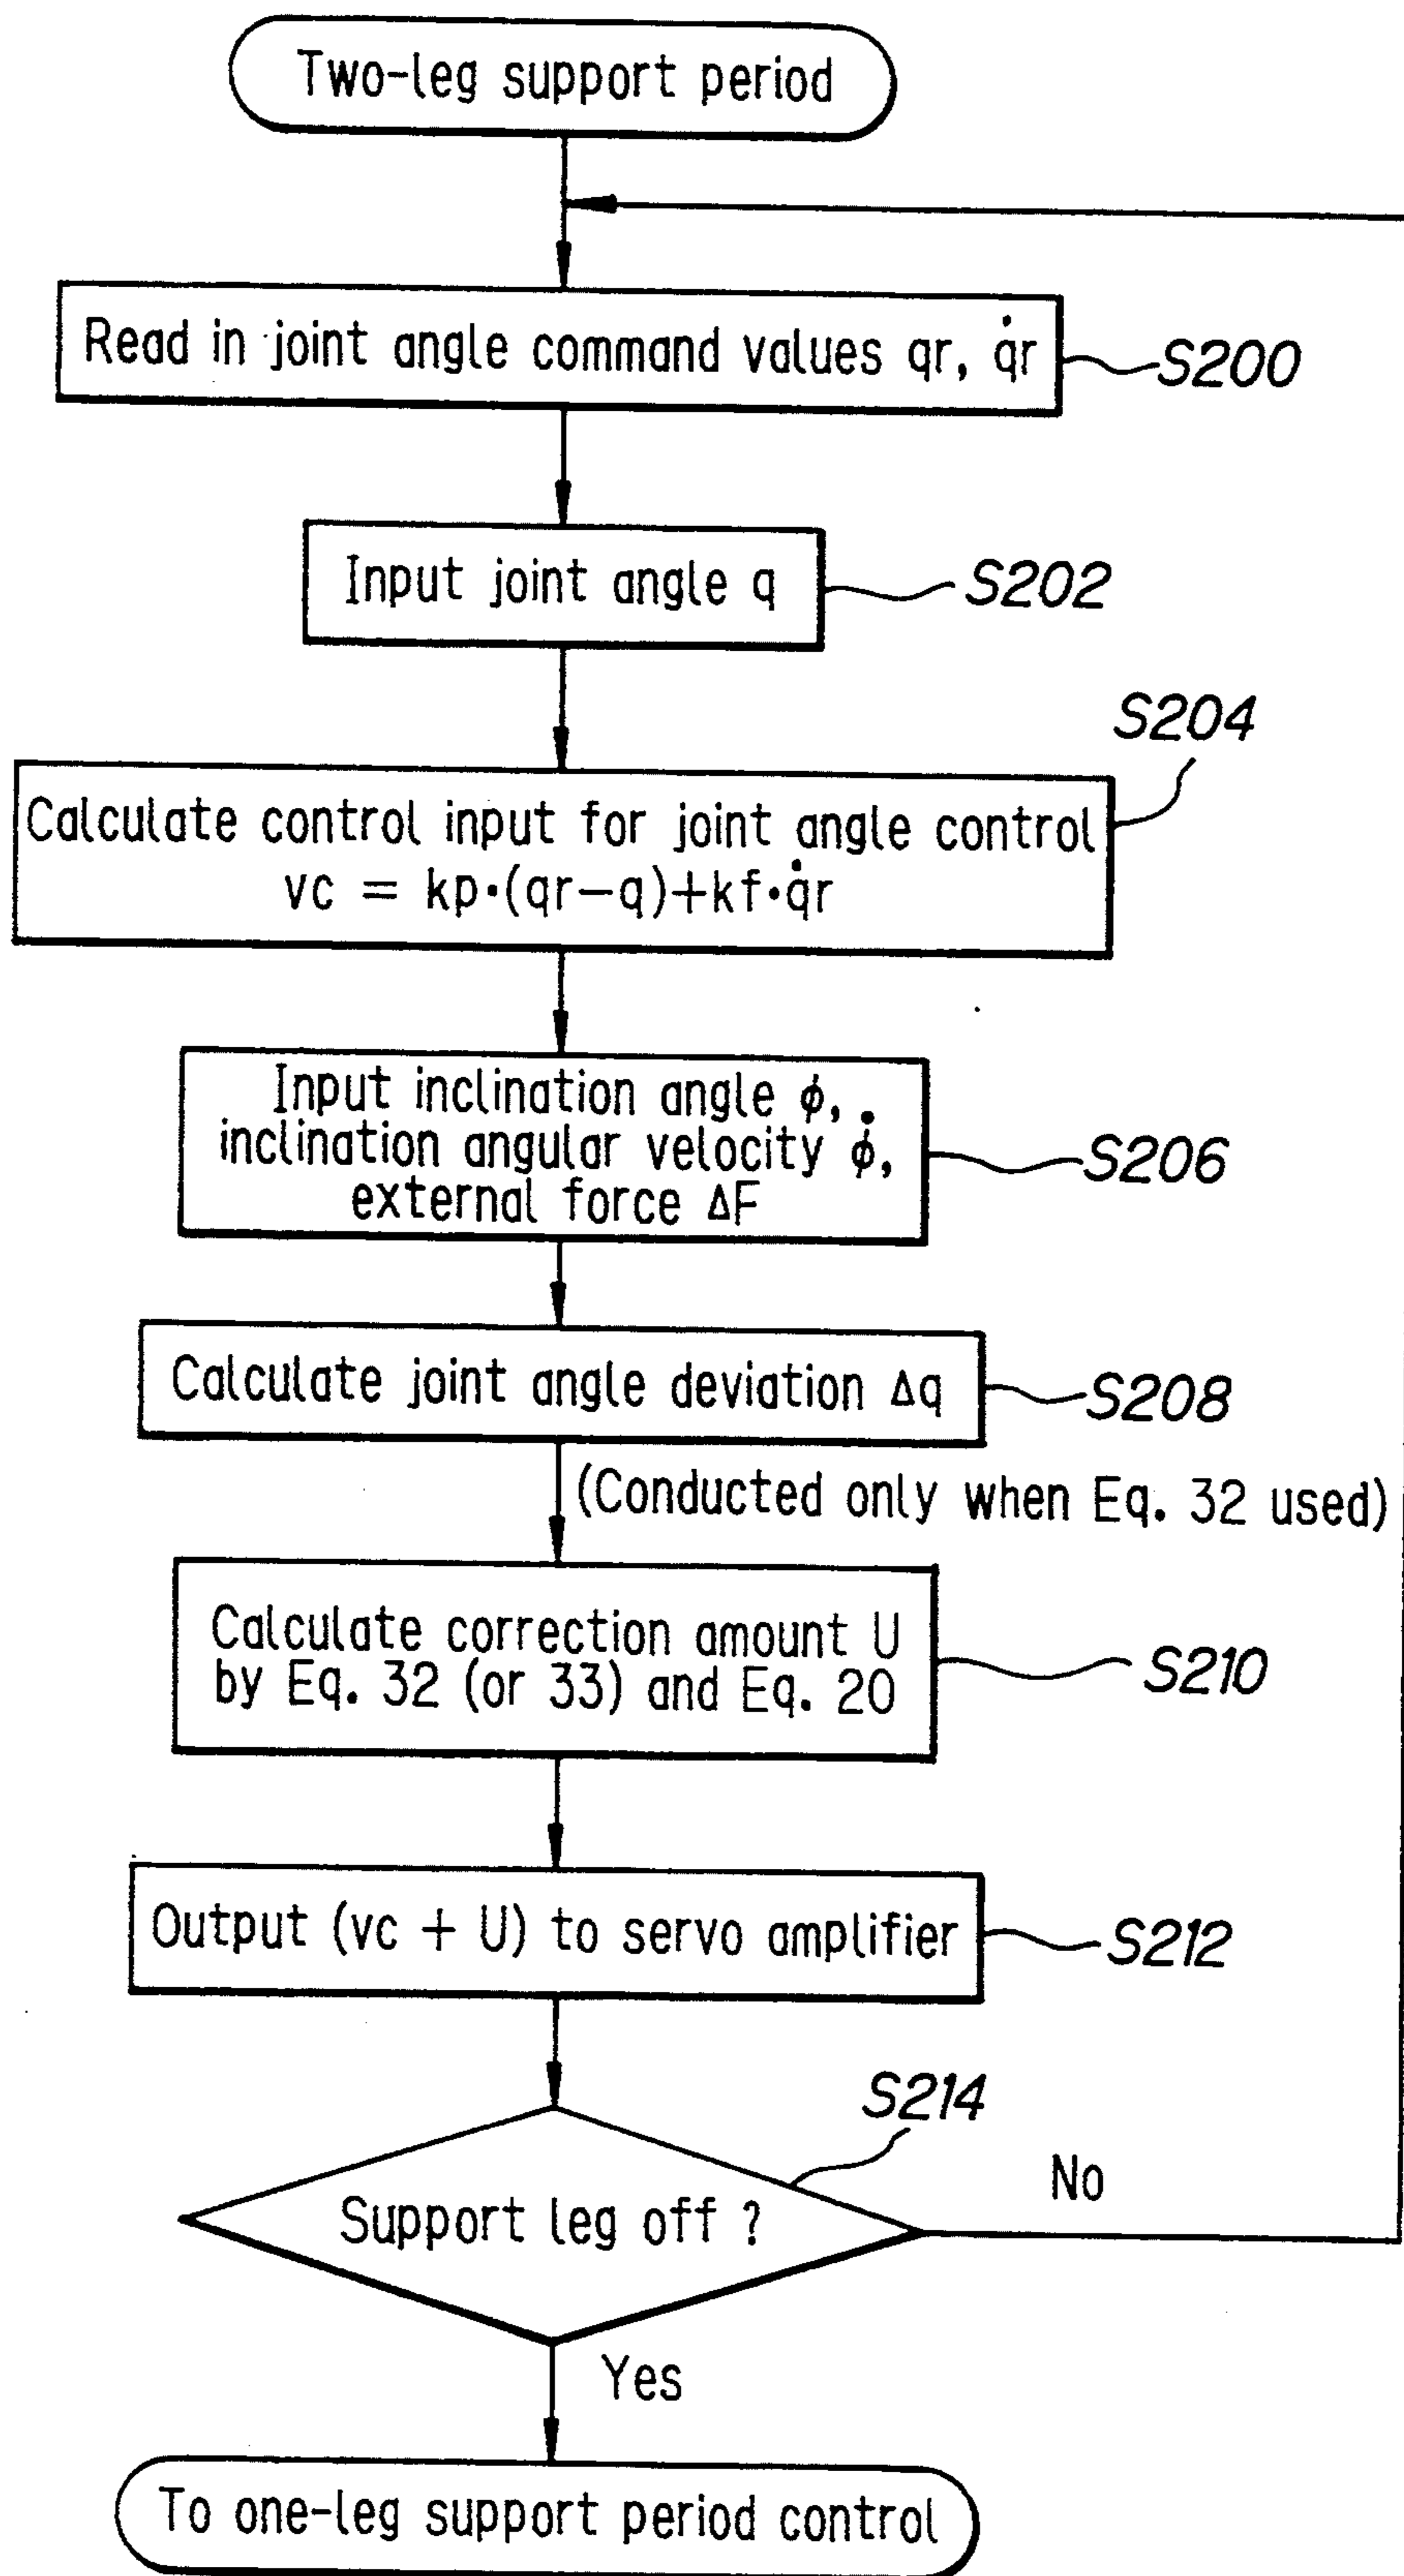 Two-leg support period
Read in joint angle command values qr, q̇r
S200
Input joint angle q
S202
S204
Calculate control input for joint angle control
vc = kp·(qr−q)+kf·q̇r
Input inclination angle ϕ,
inclination angular velocity ϕ̇,
external force ΔF
S206
Calculate joint angle deviation Δq
S208
(Conducted only when Eq. 32 used)
Calculate correction amount U
by Eq. 32 (or 33) and Eq. 20
S210
Output (vc + U) to servo amplifier
S212
S214
Support leg off ?
No
Yes
To one-leg support period control